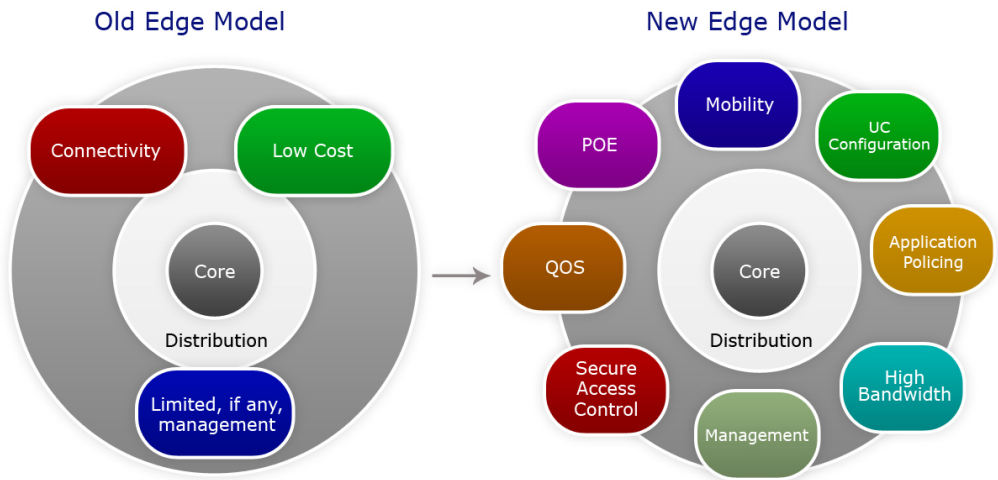 Old Edge Model
Connectivity
Low Cost
Core
Distribution
Limited, if any,
management
New Edge Model
Mobility
POE
UC
Configuration
QOS
Core
Application
Policing
Distribution
Secure
Access
Control
High
Bandwidth
Management